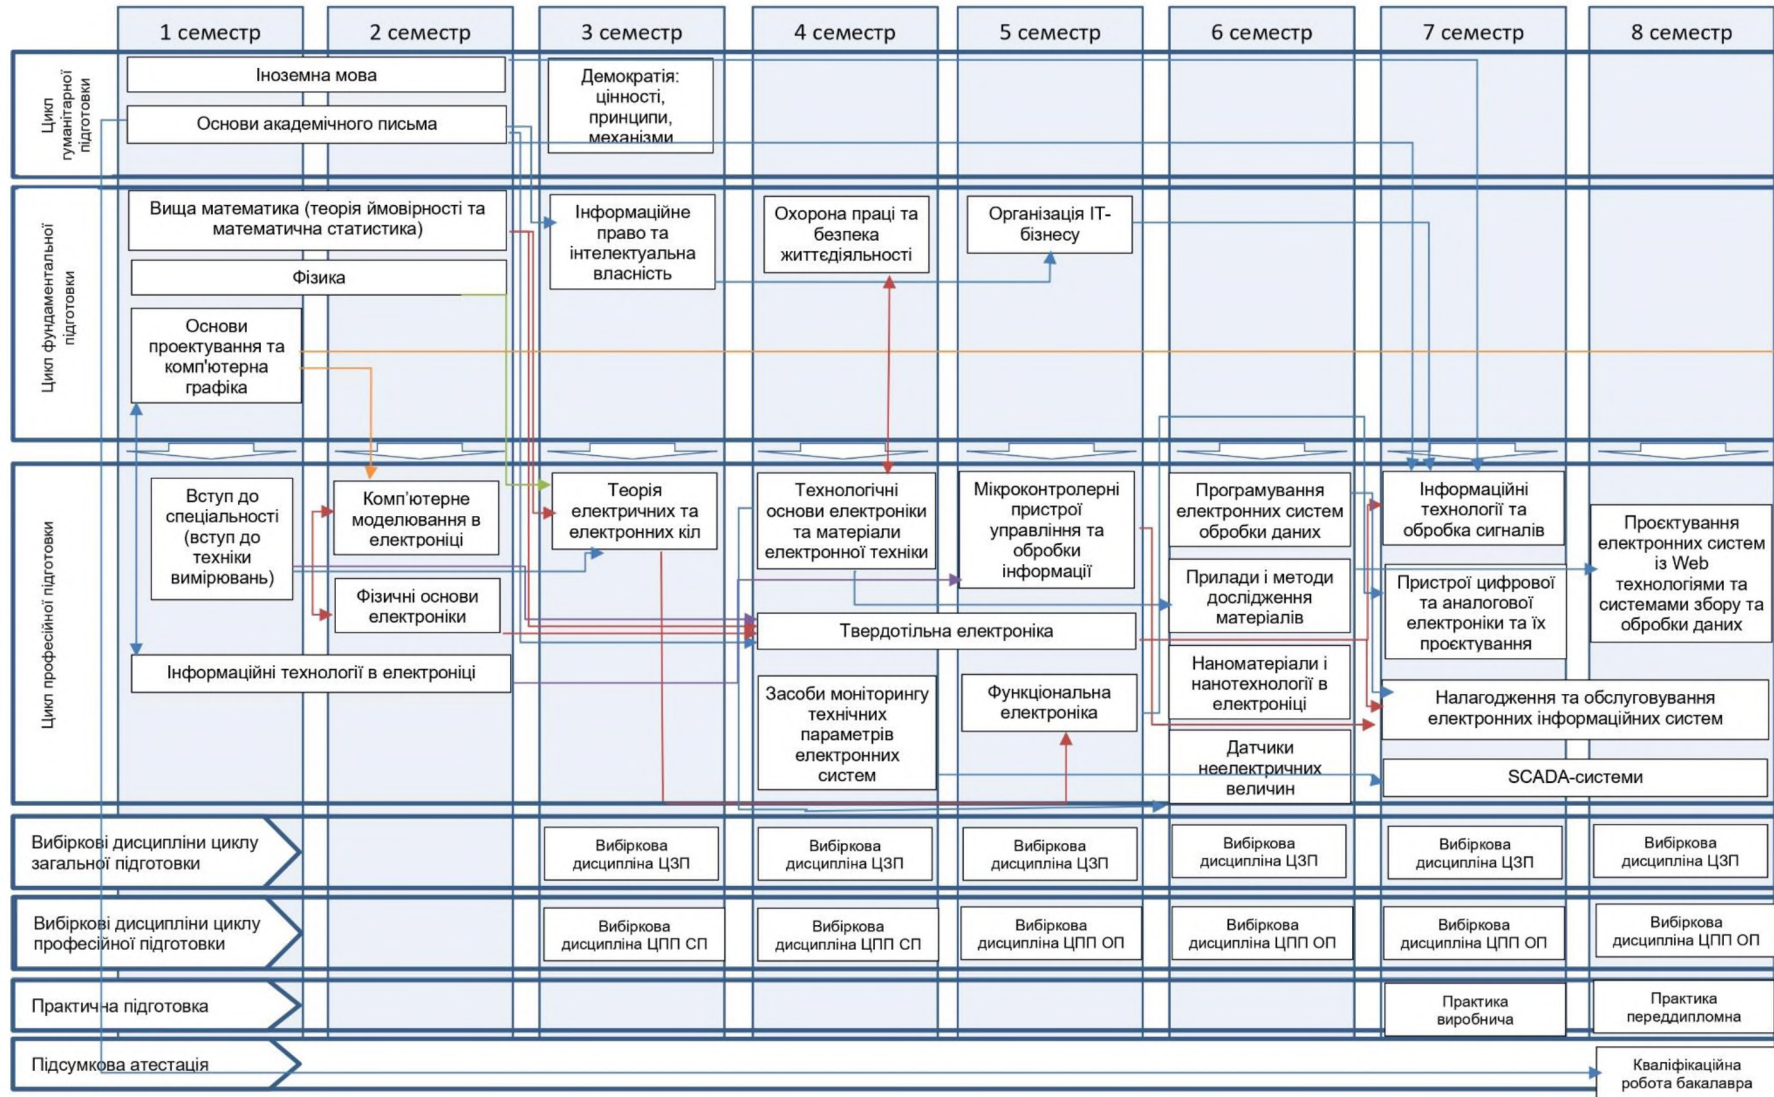 1 семестр
2 семестр
3 семестр
4 семестр
5 семестр
6 семестр
7 семестр
8 семестр
Цикл
гуманітарної
підготовки
Іноземна мова
Основи академічного письма
Демократія:
цінності,
принципи,
механізми
Цикл фундаментальної
підготовки
Вища математика (теорія ймовірності та
математична статистика)
Фізика
Основи
проектування та
комп'ютерна
графіка
Інформаційне
право та
інтелектуальна
власність
Охорона праці та
безпека
життєдіяльності
Організація ІТ-
бізнесу
Цикл професійної підготовки
Вступ до
спеціальності
(вступ до
техніки
вимірювань)
Комп’ютерне
моделювання в
електроніці
Фізичні основи
електроніки
Інформаційні технології в електроніці
Теорія
електричних та
електронних кіл
Технологічні
основи електроніки
та матеріали
електронної техніки
Мікроконтролерні
пристрої
управління та
обробки
інформації
Твердотільна електроніка
Засоби моніторингу
технічних
параметрів
електронних
систем
Функціональна
електроніка
Програмування
електронних систем
обробки даних
Прилади і методи
дослідження
матеріалів
Наноматеріали і
нанотехнології в
електроніці
Датчики
неелектричних
величин
Інформаційні
технології та
обробка сигналів
Пристрої цифрової
та аналогової
електроніки та їх
проєктування
Проєктування
електронних систем
із Web
технологіями та
системами збору та
обробки даних
Налагодження та обслуговування
електронних інформаційних систем
SCADA-системи
Вибіркові дисципліни циклу
загальної підготовки
Вибіркова
дисципліна ЦЗП
Вибіркова
дисципліна ЦЗП
Вибіркова
дисципліна ЦЗП
Вибіркова
дисципліна ЦЗП
Вибіркова
дисципліна ЦЗП
Вибіркова
дисципліна ЦЗП
Вибіркові дисципліни циклу
професійної підготовки
Вибіркова
дисципліна ЦПП СП
Вибіркова
дисципліна ЦПП СП
Вибіркова
дисципліна ЦПП ОП
Вибіркова
дисципліна ЦПП ОП
Вибіркова
дисципліна ЦПП ОП
Вибіркова
дисципліна ЦПП ОП
Практична підготовка
Практика
виробнича
Практика
переддипломна
Підсумкова атестація
Кваліфікаційна
робота бакалавра